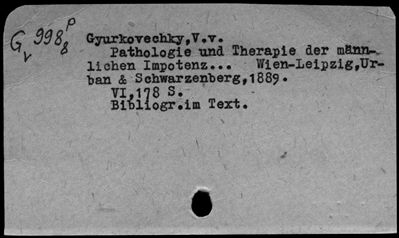 G 998 P
v 8
Gyurkovechky,V.v.
Pathologie und Therapie der männ-
lichen Impotenz... Wien-Leipzig,Ur-
ban & Schwarzenberg,1889.
VI,178 S.
Bibliogr.im Text.